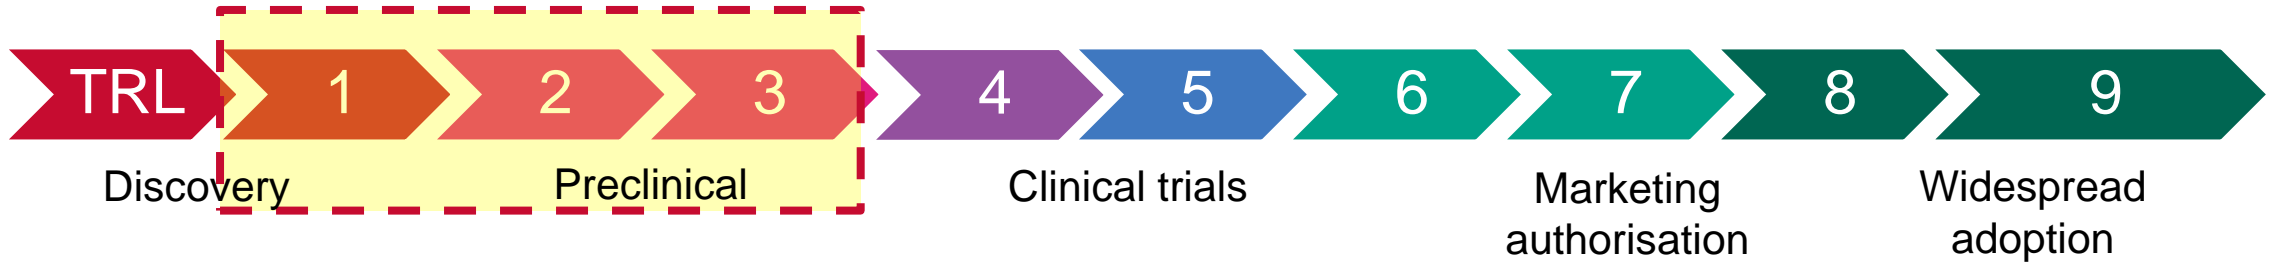 TRL 1 2 3 4 5 6 7 8 9
Discovery Preclinical Clinical trials Marketing authorisation Widespread adoption